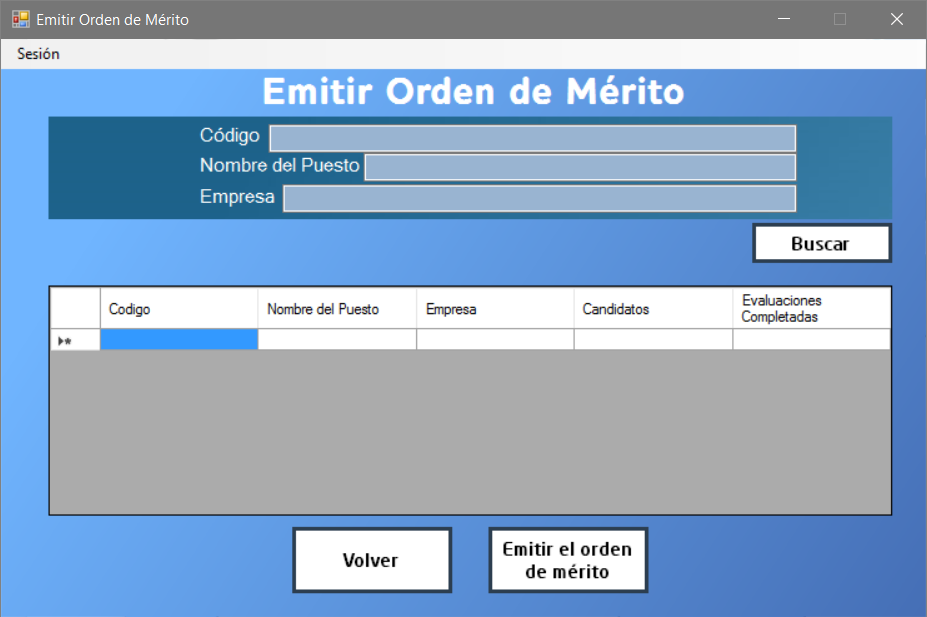 Emitir Orden de Mérito
Sesión
Emitir Orden de Mérito
Código
Nombre del Puesto
Empresa
Buscar
Codigo
Nombre del Puesto
Empresa
Candidatos
Evaluaciones
Completadas
Volver
Emitir el orden
de mérito